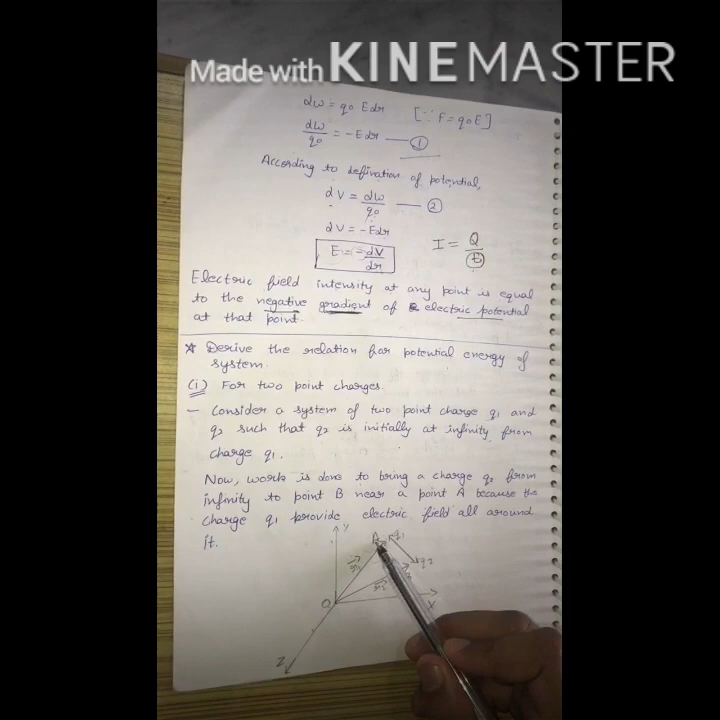 Made with KINEMASTER
dw = q0 Edr [∵ F = q0E]
dw/q0 = -Edr —— ①
According to defination of potential,
dV = dw/q0 —— ②
dV = -Edr
E = -dV/dr
I = Q/t
Electric field intensity at any point is equal
to the negative gradient of electric potential
at that point.
* Derive the relation for potential energy of
system.
(i) For two point charges.
- Consider a system of two point charge q1 and
q2 such that q2 is initially at infinity from
charge q1.
Now, work is done to bring a charge q2 from
infinity to point B near a point A because the
charge q1 provide electric field all around
it.
Y
A q1
q2
r1
r2
O
X
Z